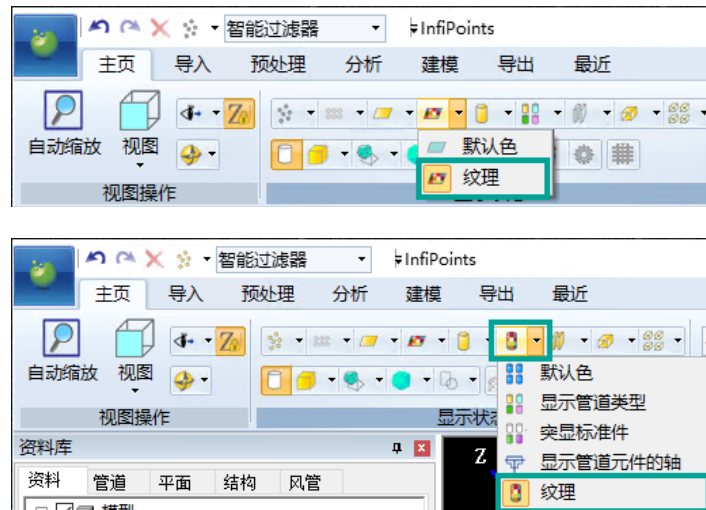 智能过滤器 InfiPoints
主页 导入 预处理 分析 建模 导出 最近
自动缩放 视图
默认色
纹理
视图操作
智能过滤器 InfiPoints
主页 导入 预处理 分析 建模 导出 最近
自动缩放 视图
默认色
显示管道类型
突显标准件
视图操作 显示状态
显示管道元件的轴
资料库 Z
纹理
资料 管道 平面 结构 风管
模型